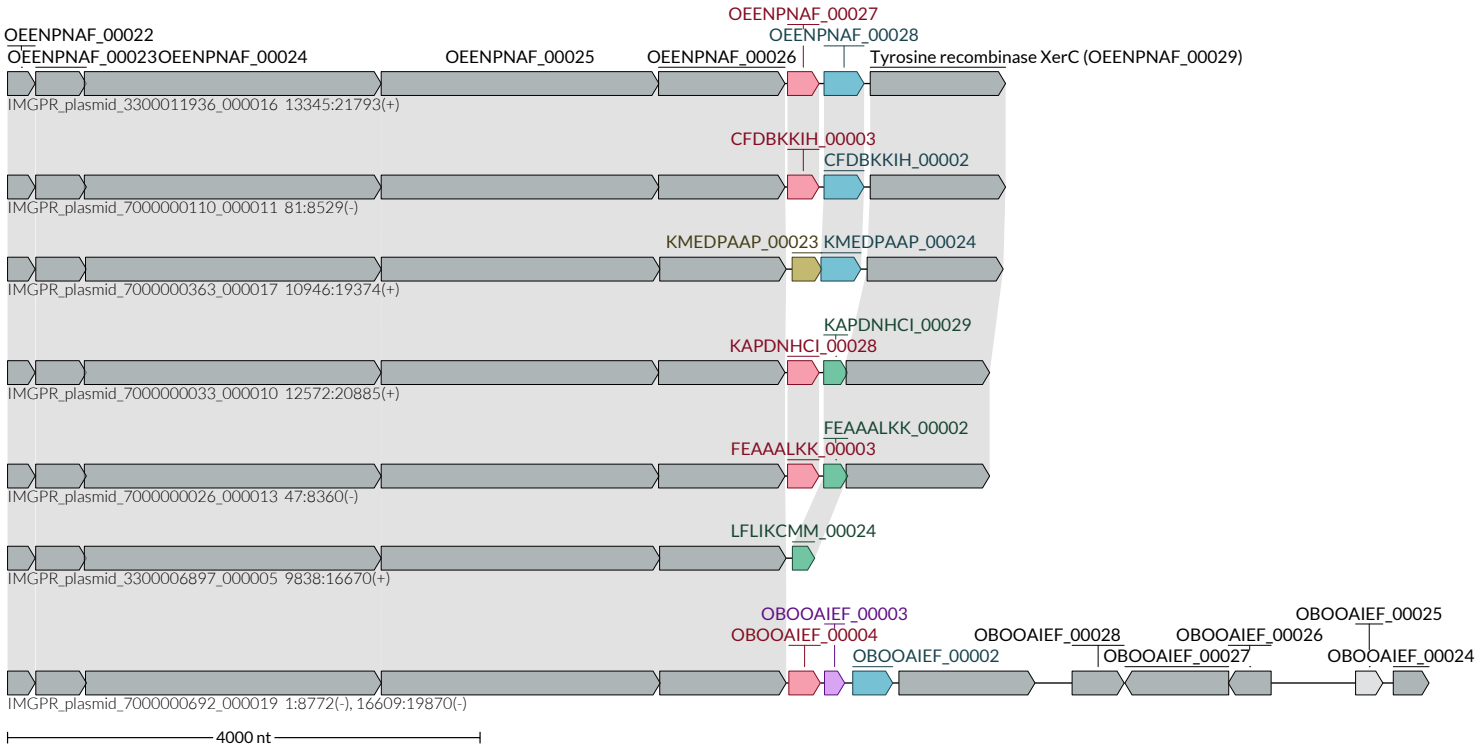 OEENPNAF_00027
OEENPNAF_00022
OEENPNAF_00028
OEENPNAF_00023 OEENPNAF_00024 OEENPNAF_00025 OEENPNAF_00026 Tyrosine recombinase XerC (OEENPNAF_00029)
IMGPR_plasmid_3300011936_000016 13345:21793(+)
CFDBKKIH_00003
CFDBKKIH_00002
IMGPR_plasmid_7000000110_000011 81:8529(-)
KMEDPAAP_00023 KMEDPAAP_00024
IMGPR_plasmid_7000000363_000017 10946:19374(+)
KAPDNHCI_00029
KAPDNHCI_00028
IMGPR_plasmid_7000000033_000010 12572:20885(+)
FEAAALKK_00002
FEAAALKK_00003
IMGPR_plasmid_7000000026_000013 47:8360(-)
LFLIKCMM_00024
IMGPR_plasmid_3300006897_000005 9838:16670(+)
OBOOAIEF_00003 OBOOAIEF_00025
OBOOAIEF_00004 OBOOAIEF_00028 OBOOAIEF_00026
OBOOAIEF_00002 OBOOAIEF_00027 OBOOAIEF_00024
IMGPR_plasmid_7000000692_000019 1:8772(-), 16609:19870(-)
4000 nt